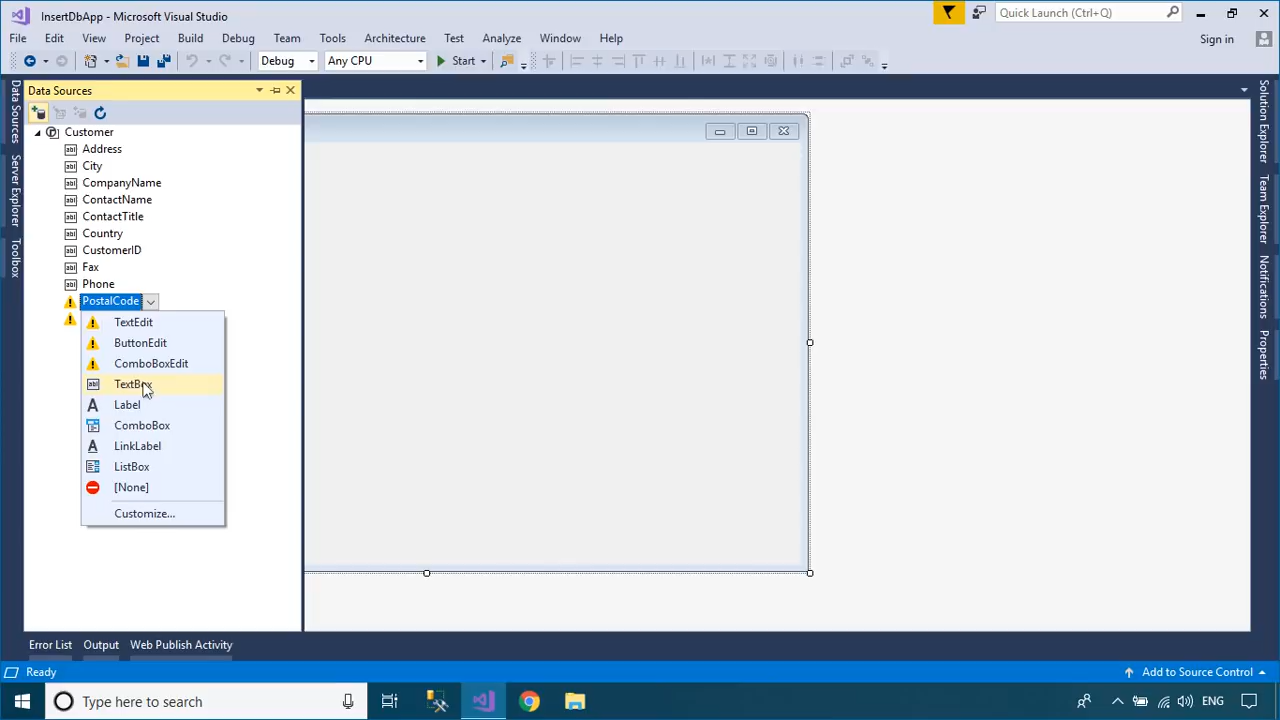 InsertDbApp - Microsoft Visual Studio
Quick Launch (Ctrl+Q)
File Edit View Project Build Debug Team Tools Architecture Test Analyze Window Help
Sign in
Debug Any CPU Start
Data Sources
Data Sources
Server Explorer
Toolbox
Customer
Address
City
CompanyName
ContactName
ContactTitle
Country
CustomerID
Fax
Phone
PostalCode
TextEdit
ButtonEdit
ComboBoxEdit
TextBox
Label
ComboBox
LinkLabel
ListBox
[None]
Customize...
Solution Explorer
Team Explorer
Notifications
Properties
Error List Output Web Publish Activity
Ready
Add to Source Control
Type here to search
ENG